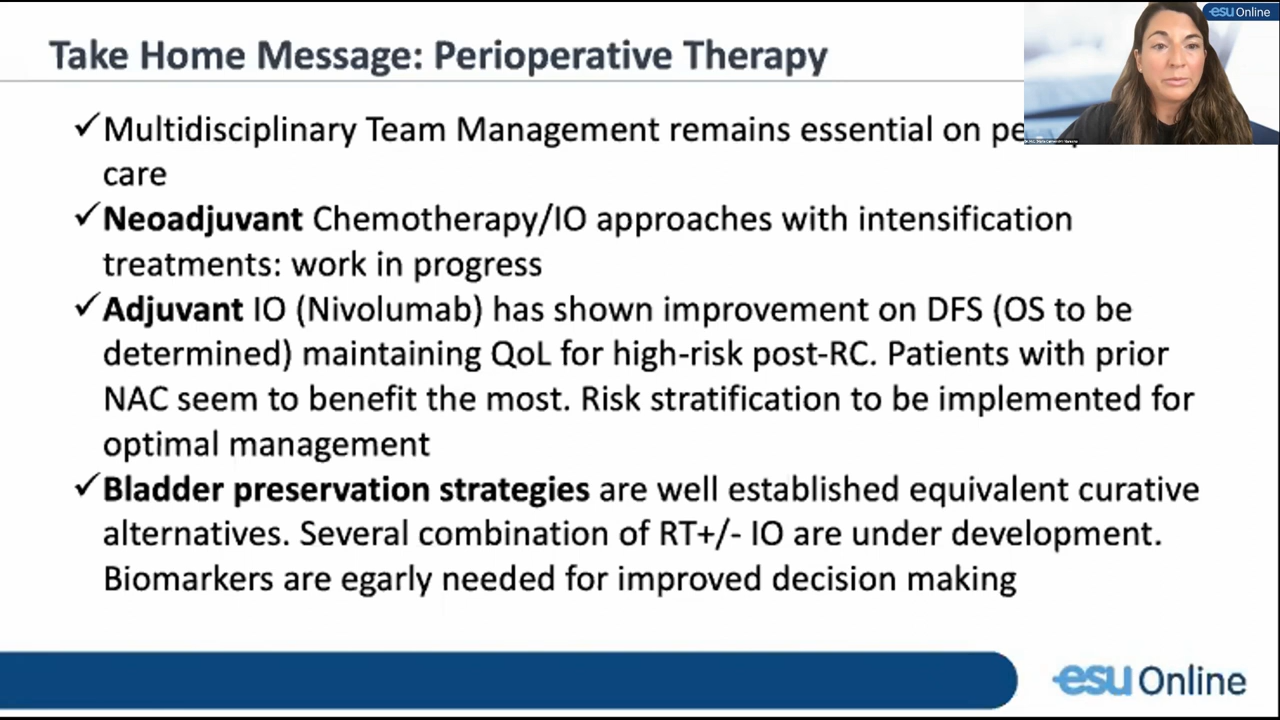 Take Home Message: Perioperative Therapy
esu Online
✓Multidisciplinary Team Management remains essential on
care
✓Neoadjuvant Chemotherapy/IO approaches with intensification
treatments: work in progress
✓Adjuvant IO (Nivolumab) has shown improvement on DFS (OS to be
determined) maintaining QoL for high-risk post-RC. Patients with prior
NAC seem to benefit the most. Risk stratification to be implemented for
optimal management
✓Bladder preservation strategies are well established equivalent curative
alternatives. Several combination of RT+/- IO are under development.
Biomarkers are egarly needed for improved decision making
esu Online